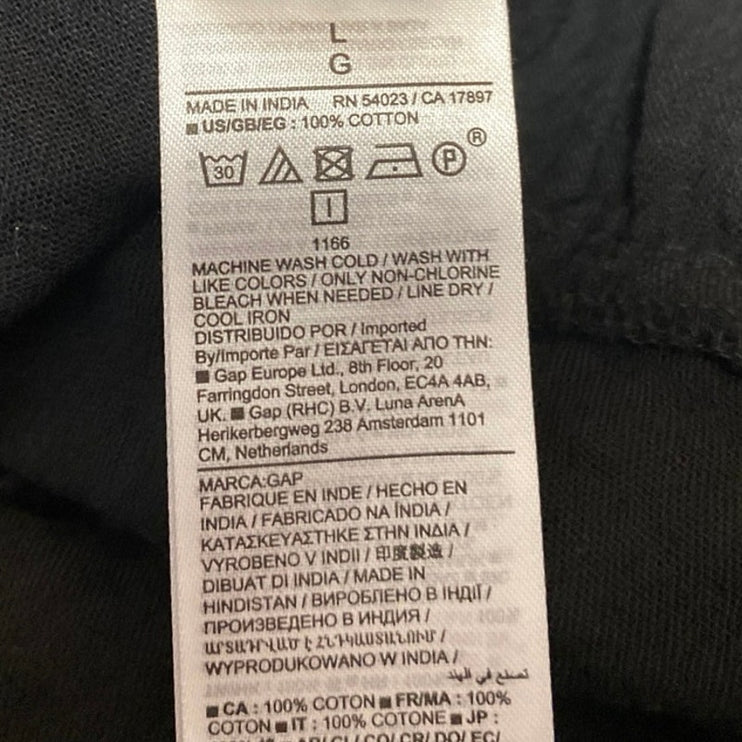 L
G
MADE IN INDIA RN 54023 / CA 17897
■ US/GB/EG : 100% COTTON
30 P ®
1166
MACHINE WASH COLD / WASH WITH
LIKE COLORS / ONLY NON-CHLORINE
BLEACH WHEN NEEDED / LINE DRY /
COOL IRON
DISTRIBUIDO POR / Imported
By/Importe Par / ΕΙΣΑΓΕΤΑΙ ΑΠΟ ΤΗΝ:
■ Gap Europe Ltd., 8th Floor, 20
Farringdon Street, London, EC4A 4AB,
UK. ■ Gap (RHC) B.V. Luna ArenA
Herikerbergweg 238 Amsterdam 1101
CM, Netherlands
MARCA:GAP
FABRIQUE EN INDE / HECHO EN
INDIA / FABRICADO NA ÍNDIA /
ΚΑΤΑΣΚΕΥΑΣΤΗΚΕ ΣΤΗΝ ΙΝΔΙΑ /
VYROBENO V INDII / 印度製造 /
DIBUAT DI INDIA / MADE IN
HINDISTAN / ВИРОБЛЕНО В ІНДІЇ /
ПРОИЗВЕДЕНО В ИНДИЯ /
ԱՐՏԱԴՐՎԱԾ Է ՀՆԴԿԱՍՏԱՆՈՒՄ /
WYPRODUKOWANO W INDIA /
تصنع في الهند
■ CA : 100% COTON ■ FR/MA : 100%
COTON ■ IT : 100% COTONE ■ JP :